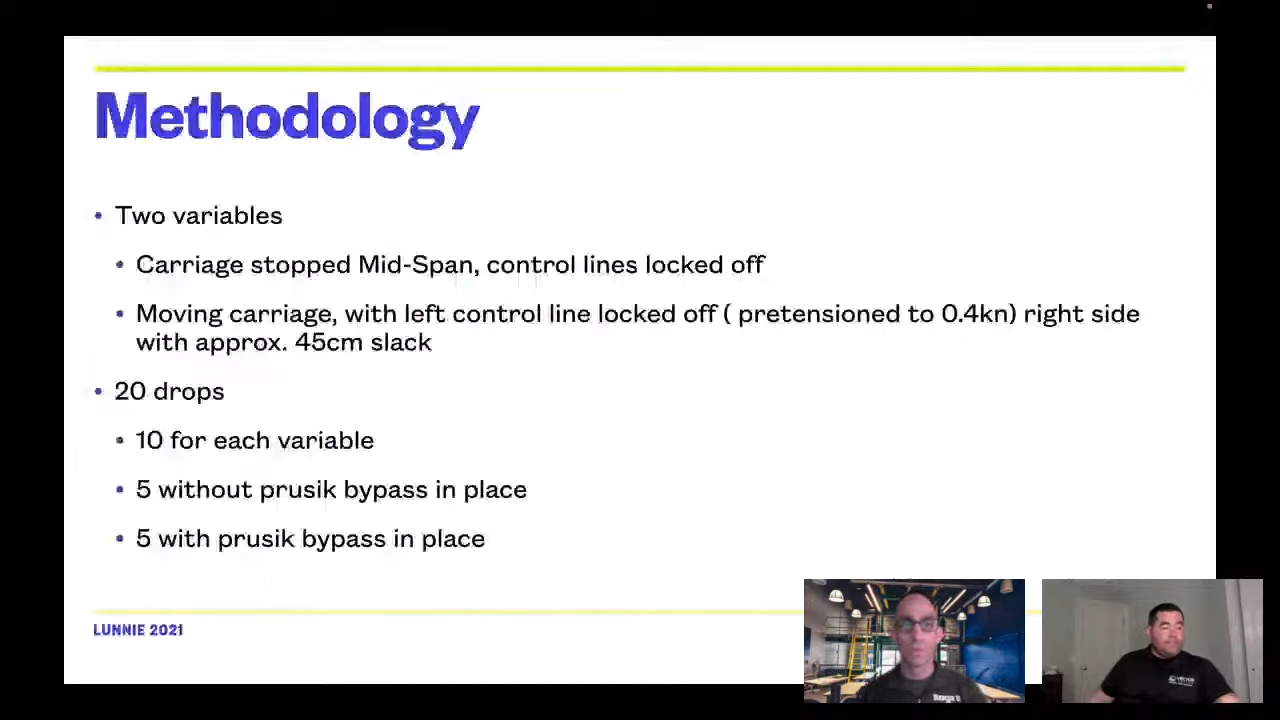 Methodology
• Two variables
• Carriage stopped Mid-Span, control lines locked off
• Moving carriage, with left control line locked off ( pretensioned to 0.4kn) right side
with approx. 45cm slack
• 20 drops
• 10 for each variable
• 5 without prusik bypass in place
• 5 with prusik bypass in place
LUNNIE 2021
VECTOR